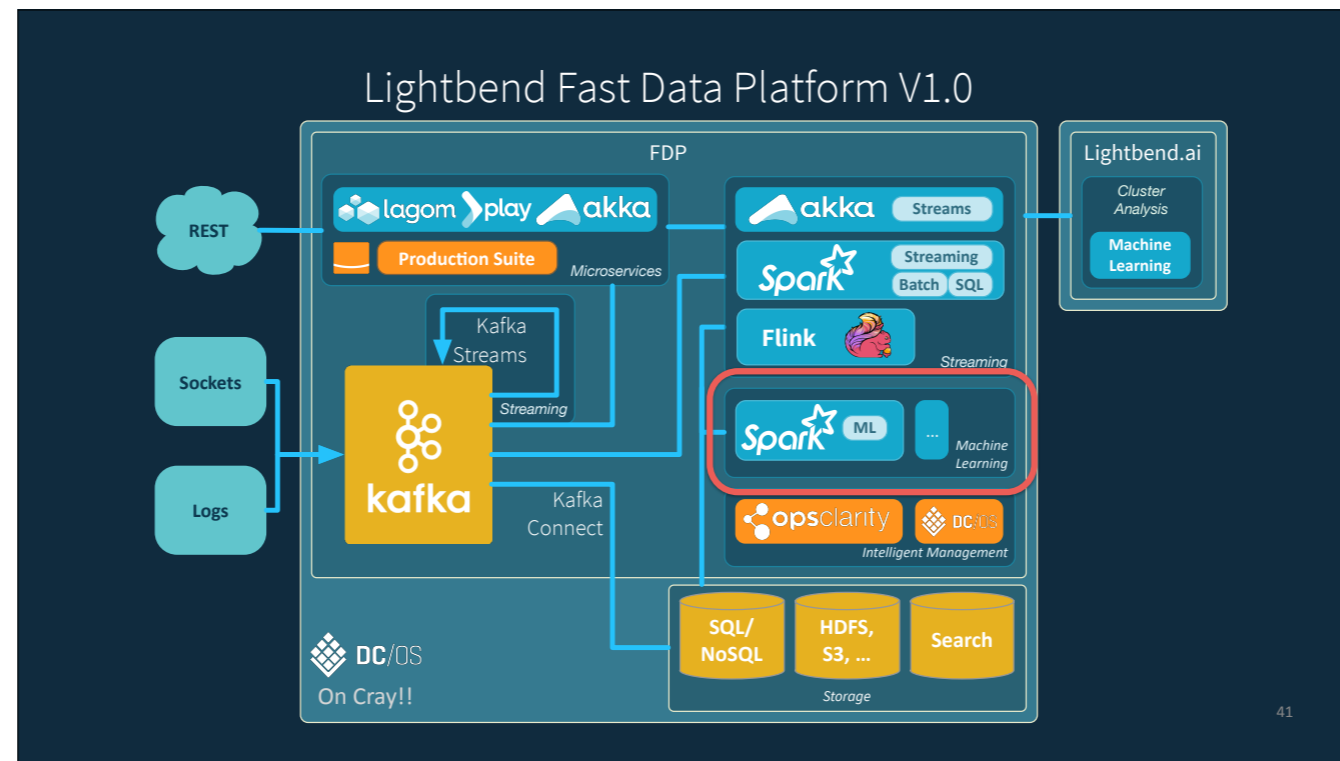 Lightbend Fast Data Platform V1.0
FDP
Lightbend.ai
lagom play akka
Production Suite
Microservices
akka
Streams
Spark
Streaming
Batch SQL
Flink
Streaming
Cluster
Analysis
Machine
Learning
REST
Kafka
Streams
Streaming
Sockets
Logs
kafka
Kafka
Connect
Spark
ML
...
Machine
Learning
opsclarity
DC/OS
Intelligent Management
SQL/
NoSQL
HDFS,
S3, ...
Search
Storage
DC/OS
On Cray!!
41